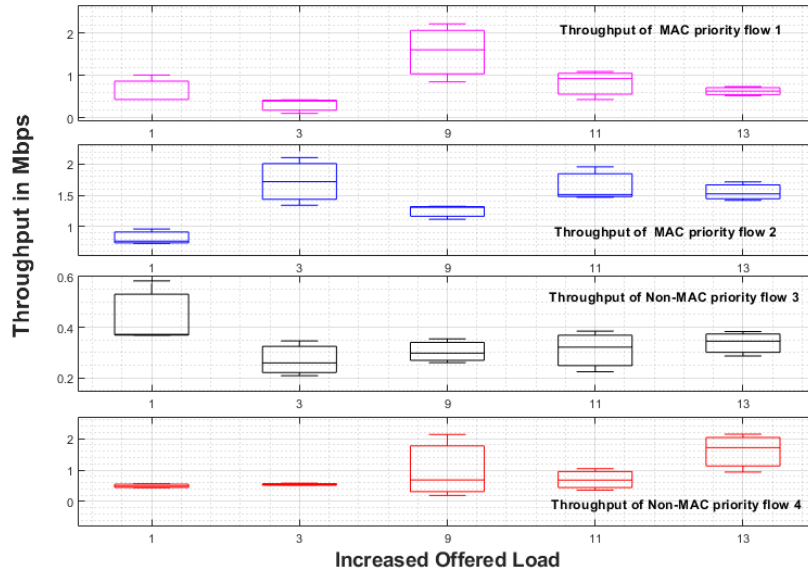 Throughput in Mbps
2
1
0
Throughput of MAC priority flow 1
1 3 9 11 13
2
1.5
1
Throughput of MAC priority flow 2
1 3 9 11 13
0.6
0.4
0.2
Throughput of Non-MAC priority flow 3
1 3 9 11 13
2
1
0
Throughput of Non-MAC priority flow 4
1 3 9 11 13
Increased Offered Load